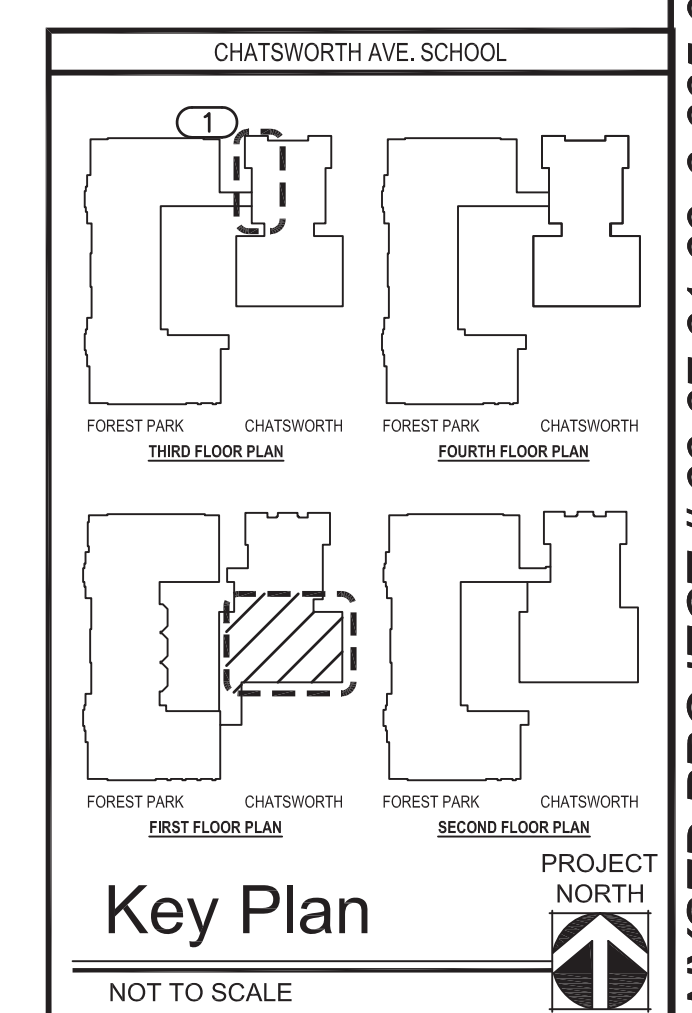 CHATSWORTH AVE. SCHOOL
1
FOREST PARK CHATSWORTH
THIRD FLOOR PLAN
FOREST PARK CHATSWORTH
FOURTH FLOOR PLAN
FOREST PARK CHATSWORTH
FIRST FLOOR PLAN
FOREST PARK CHATSWORTH
SECOND FLOOR PLAN
PROJECT
NORTH
Key Plan
NOT TO SCALE